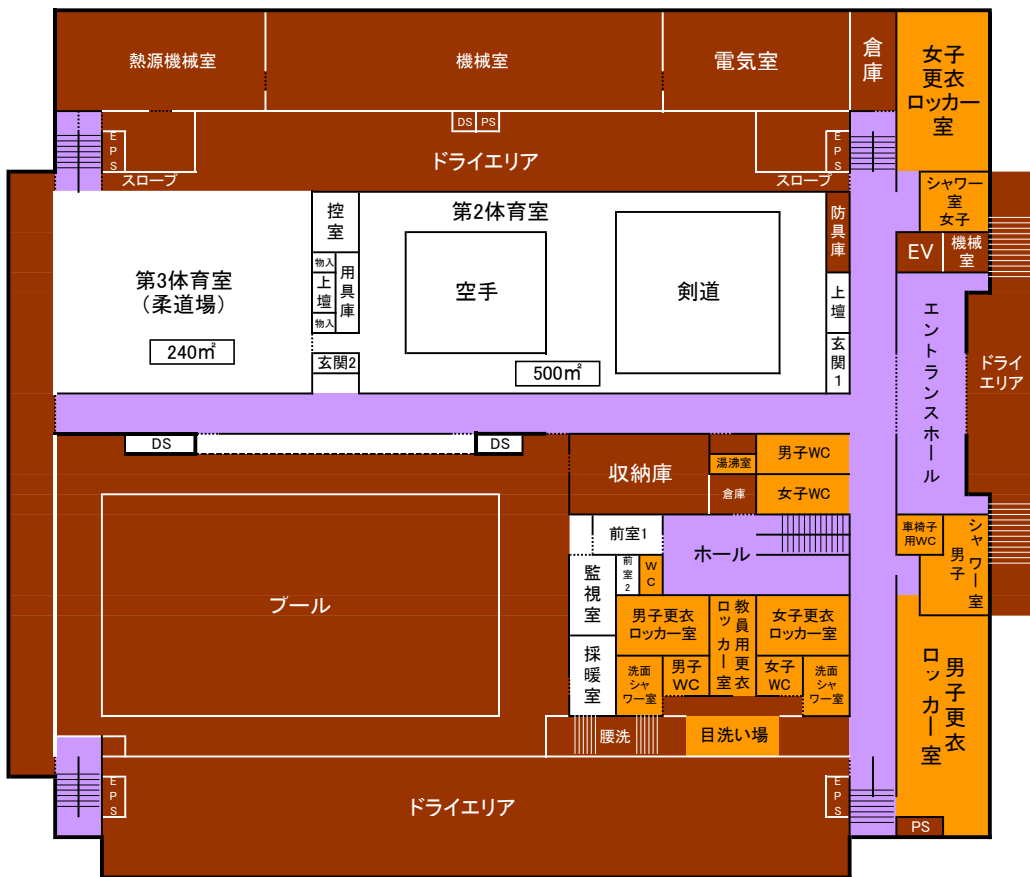 熱源機械室
機械室
電気室
倉
庫
女子
更衣
ロッカー
室
DS
PS
E
P
S
ドライエリア
E
P
S
スロープ
スロープ
シャワー
室
女子
控
室
第2体育室
防
具
庫
EV
機械
室
物入
上
壇
物入
用
具
庫
第3体育室
(柔道場)
240㎡
空手
剣道
上
壇
玄関2
500㎡
玄
関
1
エントランスホール
ドライ
エリア
DS
DS
収納庫
湯沸室
男子WC
倉庫
女子WC
前室1
ホール
車椅子
用WC
シャワー室
男子
監
視
室
前
室
2
W
C
プール
男子更衣
ロッカー室
教員用更衣
ロッカー室
女子更衣
ロッカー室
男子更衣
ロッカー室
採
暖
室
洗面
シャ
ワー室
男子
WC
女子
WC
洗面
シャ
ワー室
腰洗
目洗い場
E
P
S
ドライエリア
E
P
S
PS